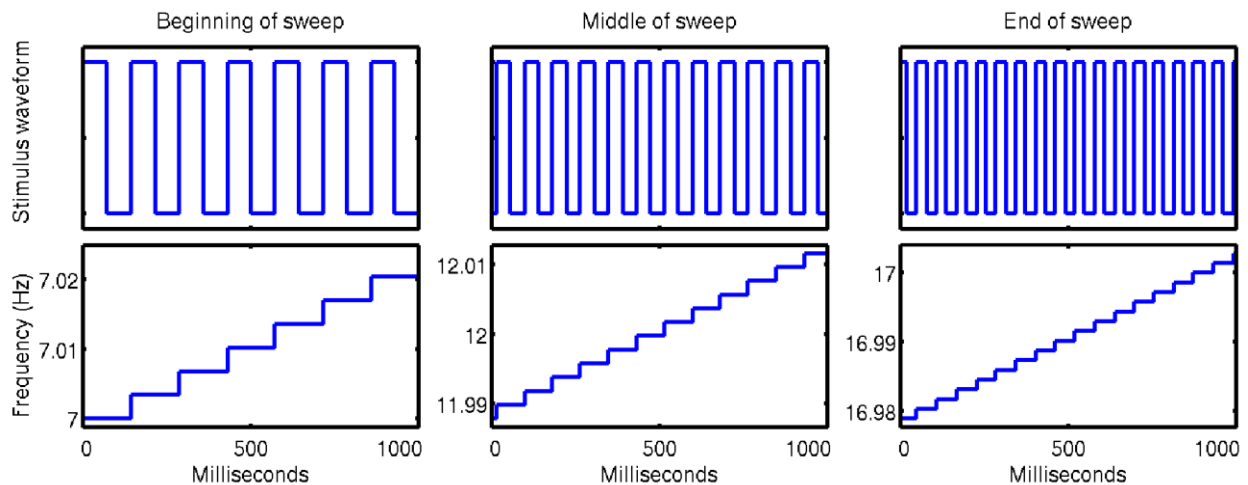 Beginning of sweep
Middle of sweep
End of sweep
Stimulus waveform
Frequency (Hz)
7.02
7.01
7
12.01
12
11.99
17
16.99
16.98
0 500 1000
0 500 1000
0 500 1000
Milliseconds
Milliseconds
Milliseconds